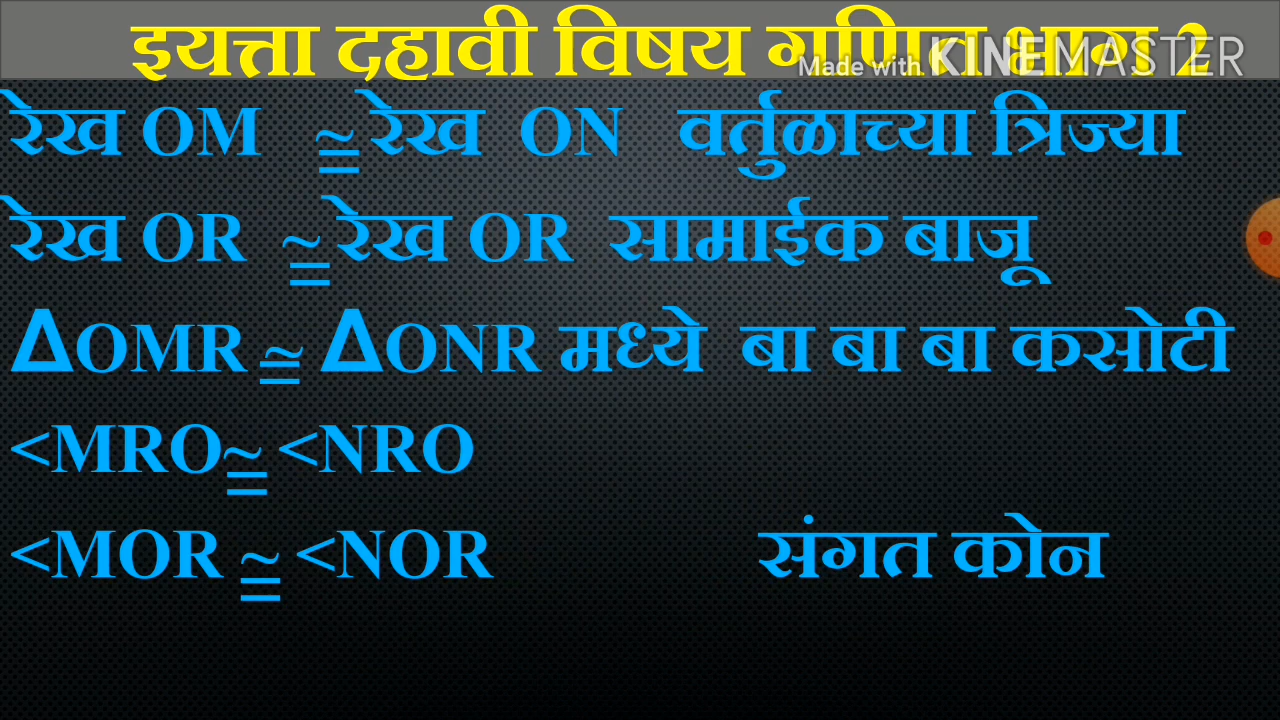 इयत्ता दहावी विषय गणित भाग 2
Made with KINEMASTER
रेख OM ≅ रेख ON वर्तुळाच्या त्रिज्या
रेख OR ≅ रेख OR सामाईक बाजू
ΔOMR ≅ ΔONR मध्ये बा बा बा कसोटी
<MRO ≅ <NRO
<MOR ≅ <NOR संगत कोन